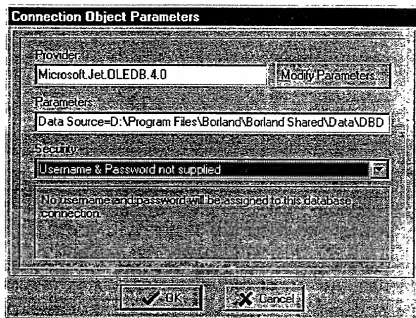 Connection Object Parameters
Provider:
Microsoft.Jet.OLEDB.4.0
Modify Parameters
Parameters:
Data Source=D:\Program Files\Borland\Borland Shared\Data\DBD
Security:
Username & Password not supplied
No username and password will be assigned to this database
connection.
OK
Cancel